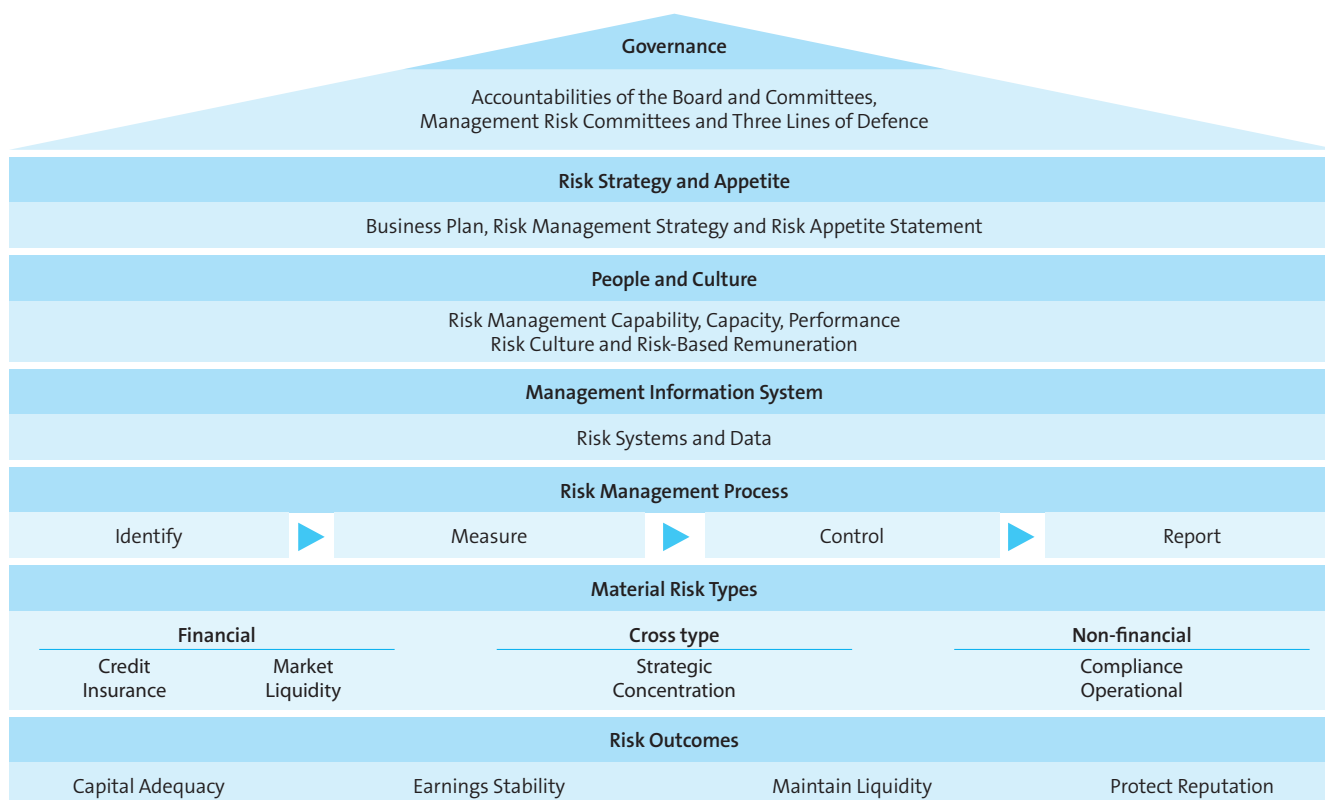 Governance
Accountabilities of the Board and Committees,
Management Risk Committees and Three Lines of Defence
Risk Strategy and Appetite
Business Plan, Risk Management Strategy and Risk Appetite Statement
People and Culture
Risk Management Capability, Capacity, Performance
Risk Culture and Risk-Based Remuneration
Management Information System
Risk Systems and Data
Risk Management Process
Identify Measure Control Report
Material Risk Types
Financial Cross type Non-financial
Credit Market Strategic Compliance
Insurance Liquidity Concentration Operational
Risk Outcomes
Capital Adequacy Earnings Stability Maintain Liquidity Protect Reputation